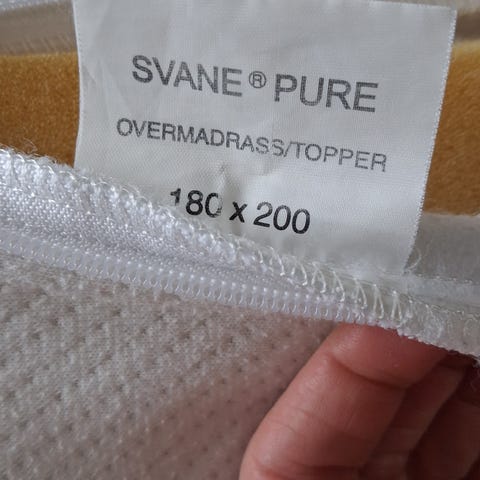 SVANE® PURE
OVERMADRASS/TOPPER
180 x 200